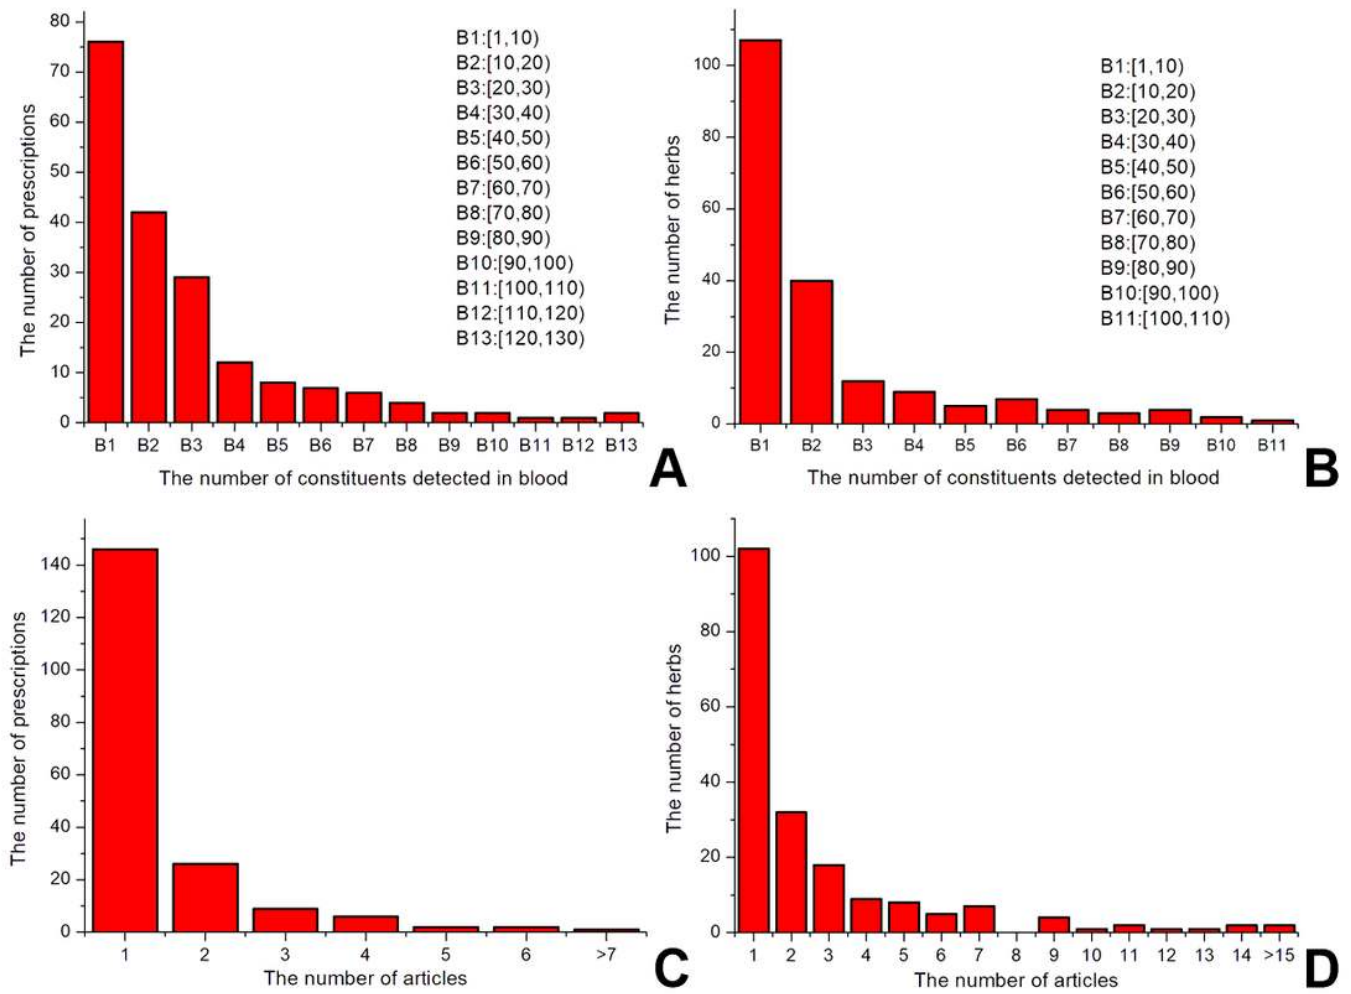 The number of prescriptions
80
70
60
50
40
30
20
10
0
B1:[1,10)
B2:[10,20)
B3:[20,30)
B4:[30,40)
B5:[40,50)
B6:[50,60)
B7:[60,70)
B8:[70,80)
B9:[80,90)
B10:[90,100)
B11:[100,110)
B12:[110,120)
B13:[120,130)
B1 B2 B3 B4 B5 B6 B7 B8 B9 B10 B11 B12 B13
The number of constituents detected in blood
A
The number of herbs
100
80
60
40
20
0
B1:[1,10)
B2:[10,20)
B3:[20,30)
B4:[30,40)
B5:[40,50)
B6:[50,60)
B7:[60,70)
B8:[70,80)
B9:[80,90)
B10:[90,100)
B11:[100,110)
B1 B2 B3 B4 B5 B6 B7 B8 B9 B10 B11
The number of constituents detected in blood
B
The number of prescriptions
140
120
100
80
60
40
20
0
1 2 3 4 5 6 >7
The number of articles
C
The number of herbs
100
80
60
40
20
0
1 2 3 4 5 6 7 8 9 10 11 12 13 14 >15
The number of articles
D